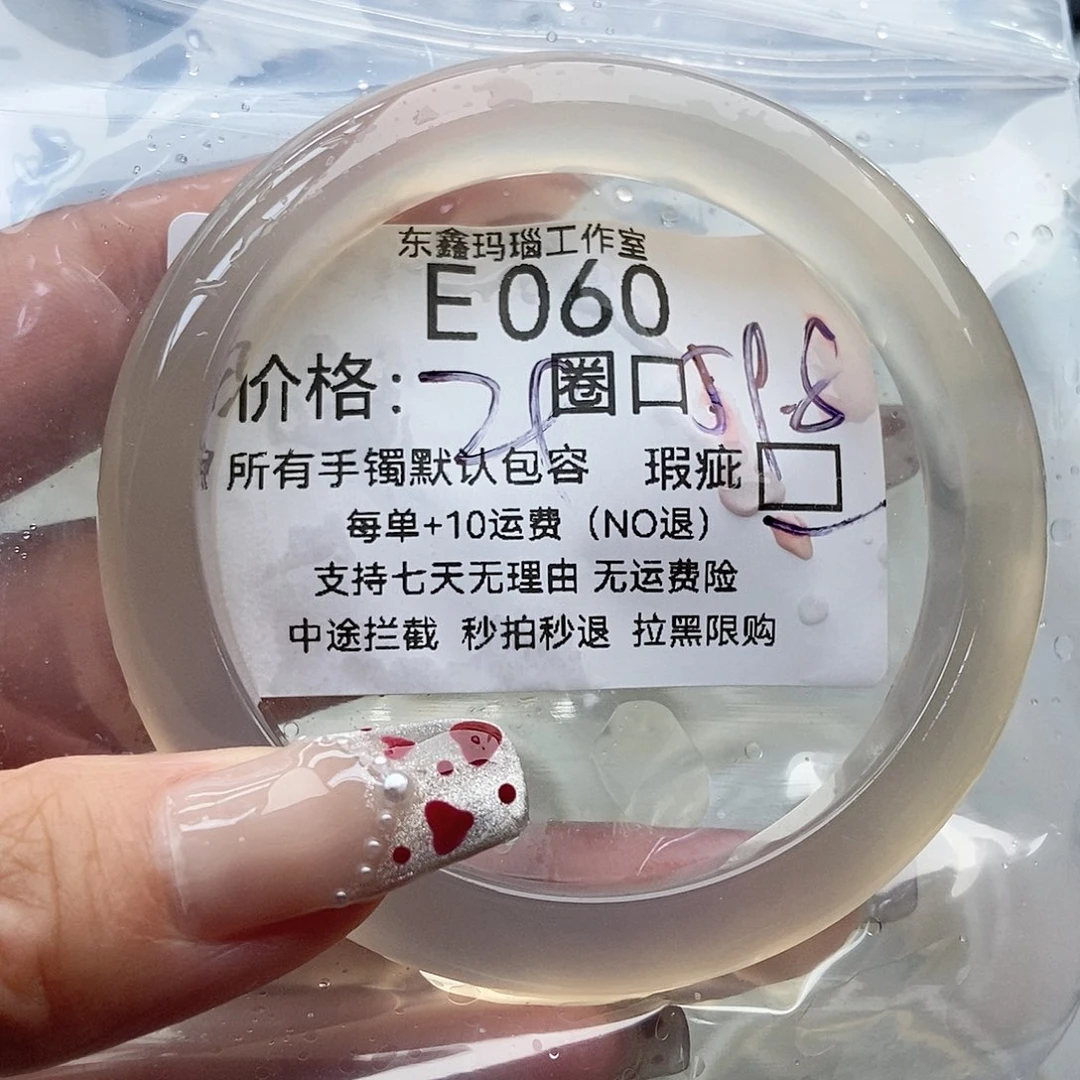 东鑫玛瑙工作室
E060
价格: 圈口 58
所有手镯默认包容 瑕疵
每单+10运费（NO退）
支持七天无理由 无运费险
中途拦截 秒拍秒退 拉黑限购